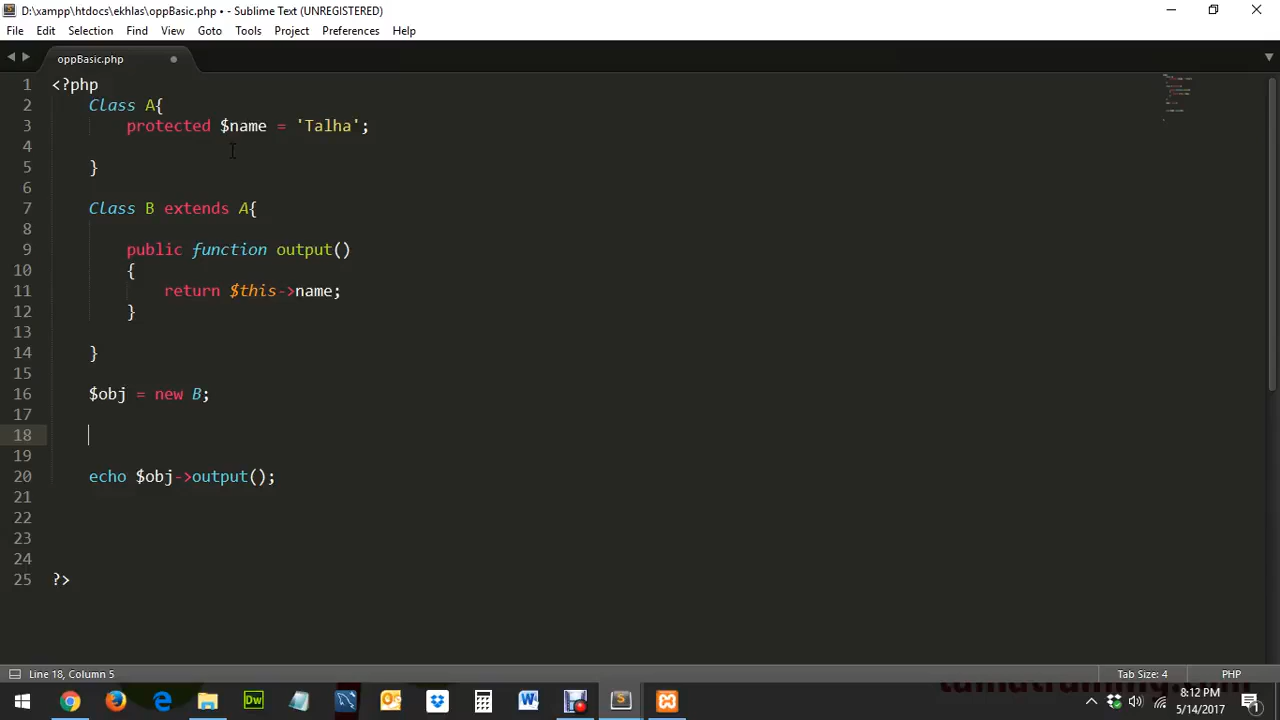 D:\xampp\htdocs\ekhlas\oppBasic.php • - Sublime Text (UNREGISTERED)
File Edit Selection Find View Goto Tools Project Preferences Help
oppBasic.php
1 <?php
2 Class A{
3 protected $name = 'Talha';
4
5 }
6
7 Class B extends A{
8
9 public function output()
10 {
11 return $this->name;
12 }
13
14 }
15
16 $obj = new B;
17
18
19
20 echo $obj->output();
21
22
23
24
25 ?>
Line 18, Column 5 Tab Size: 4 PHP
Dw
8:12 PM
5/14/2017
1